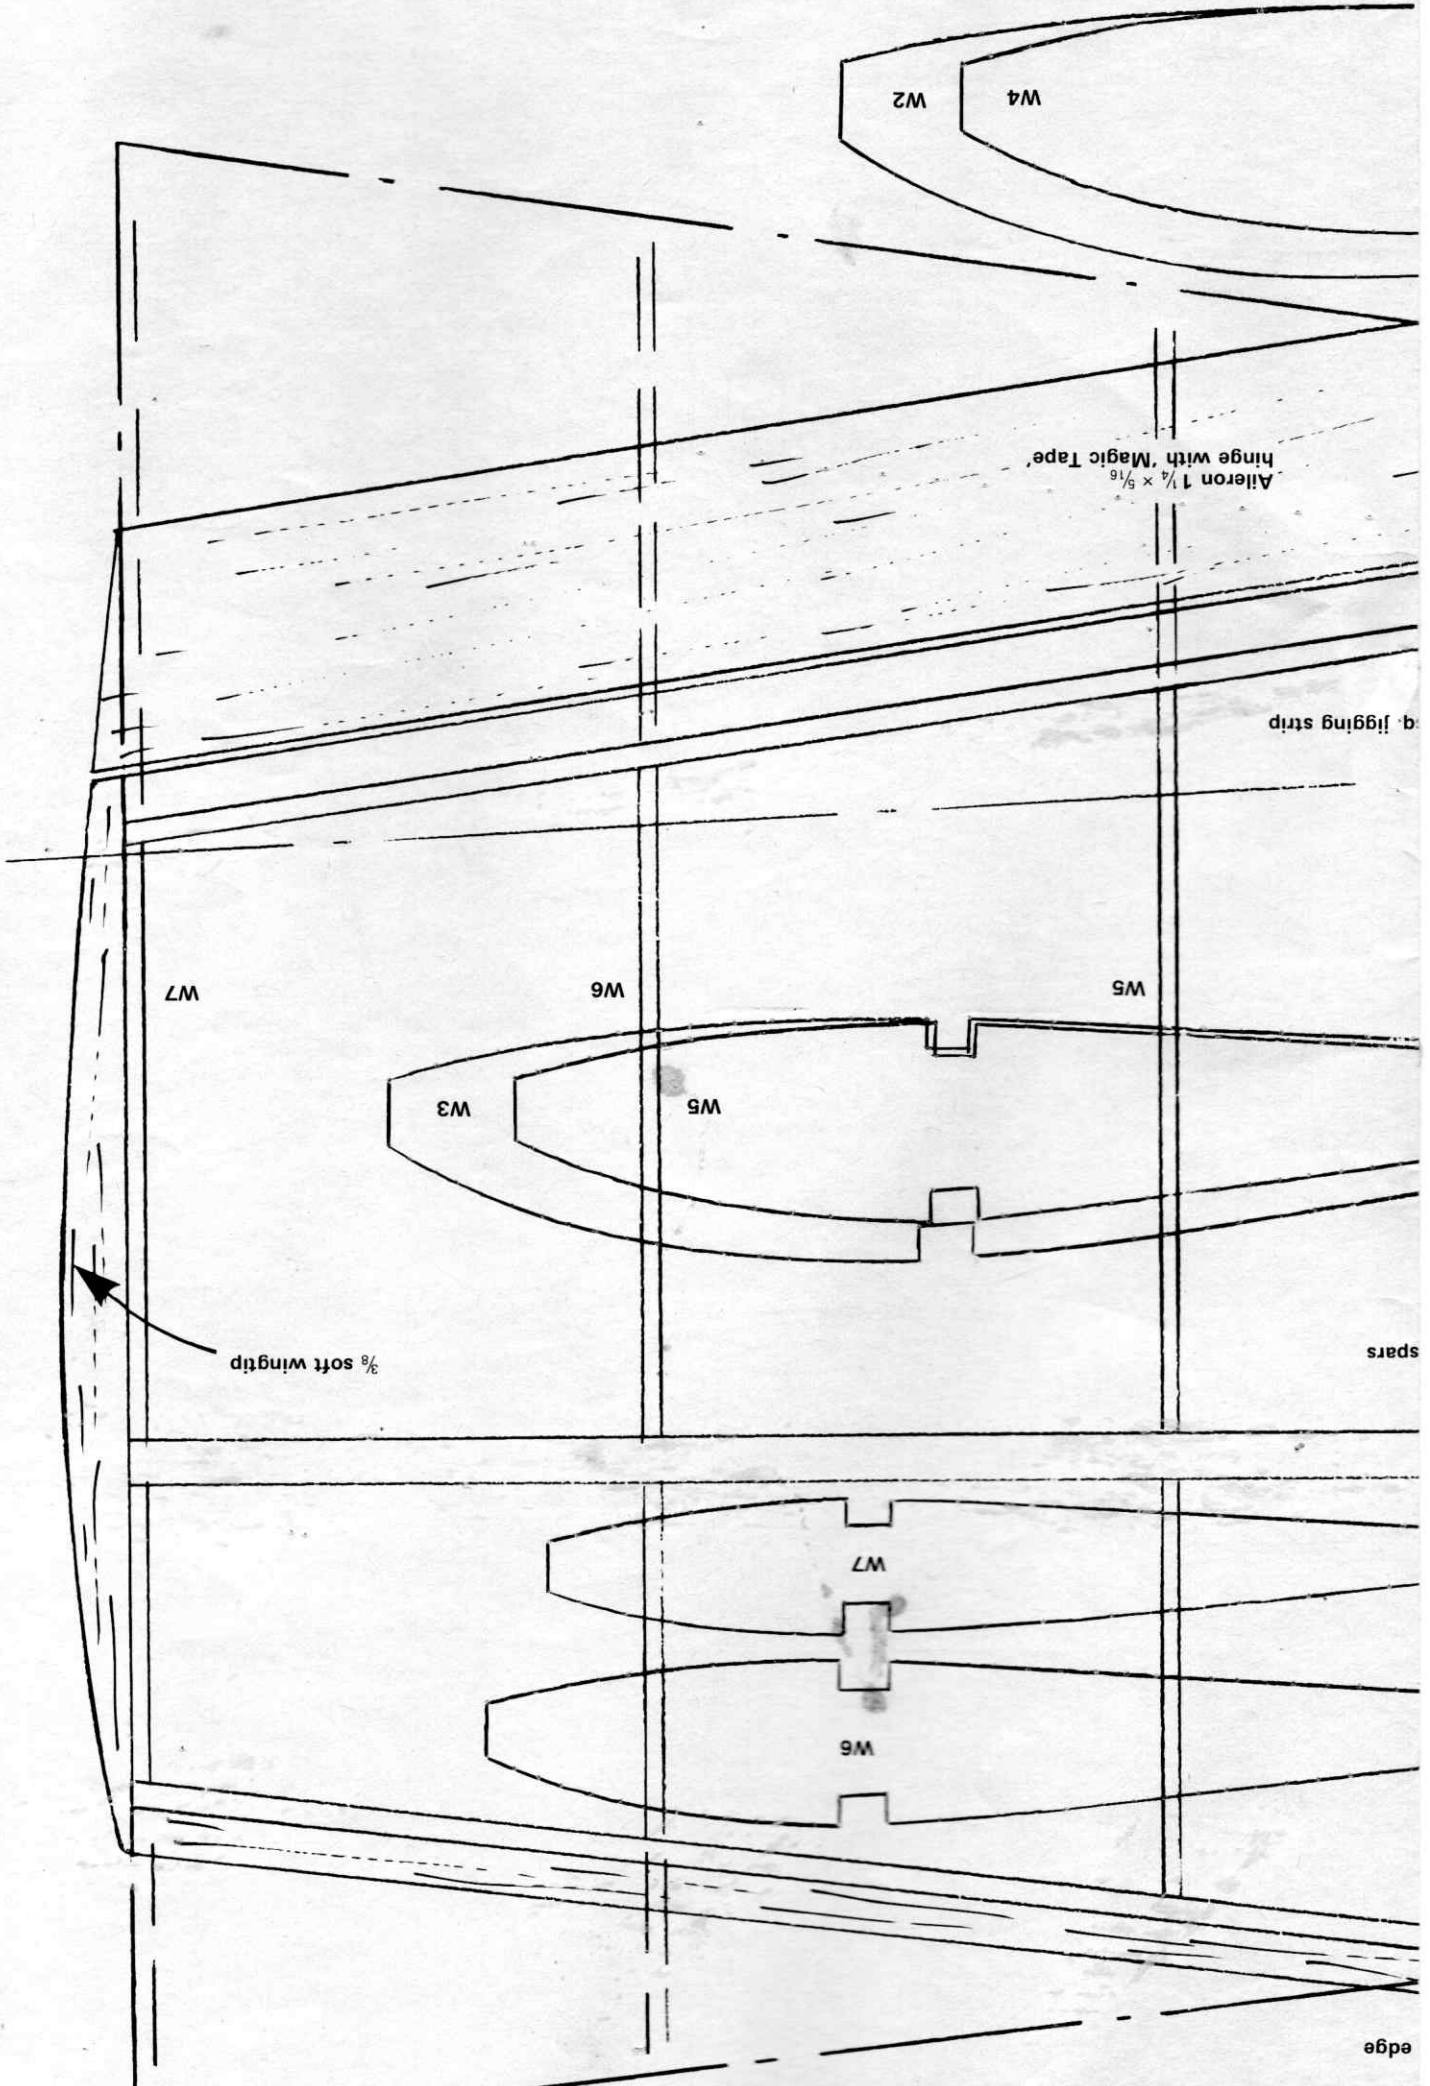 edge
W6
W7
spars
⅜ soft wingtip
W5 W3
W5 W6 W7
q. jigging strip
Aileron 1¼ × 5/16
hinge with 'Magic Tape'
W4 W2